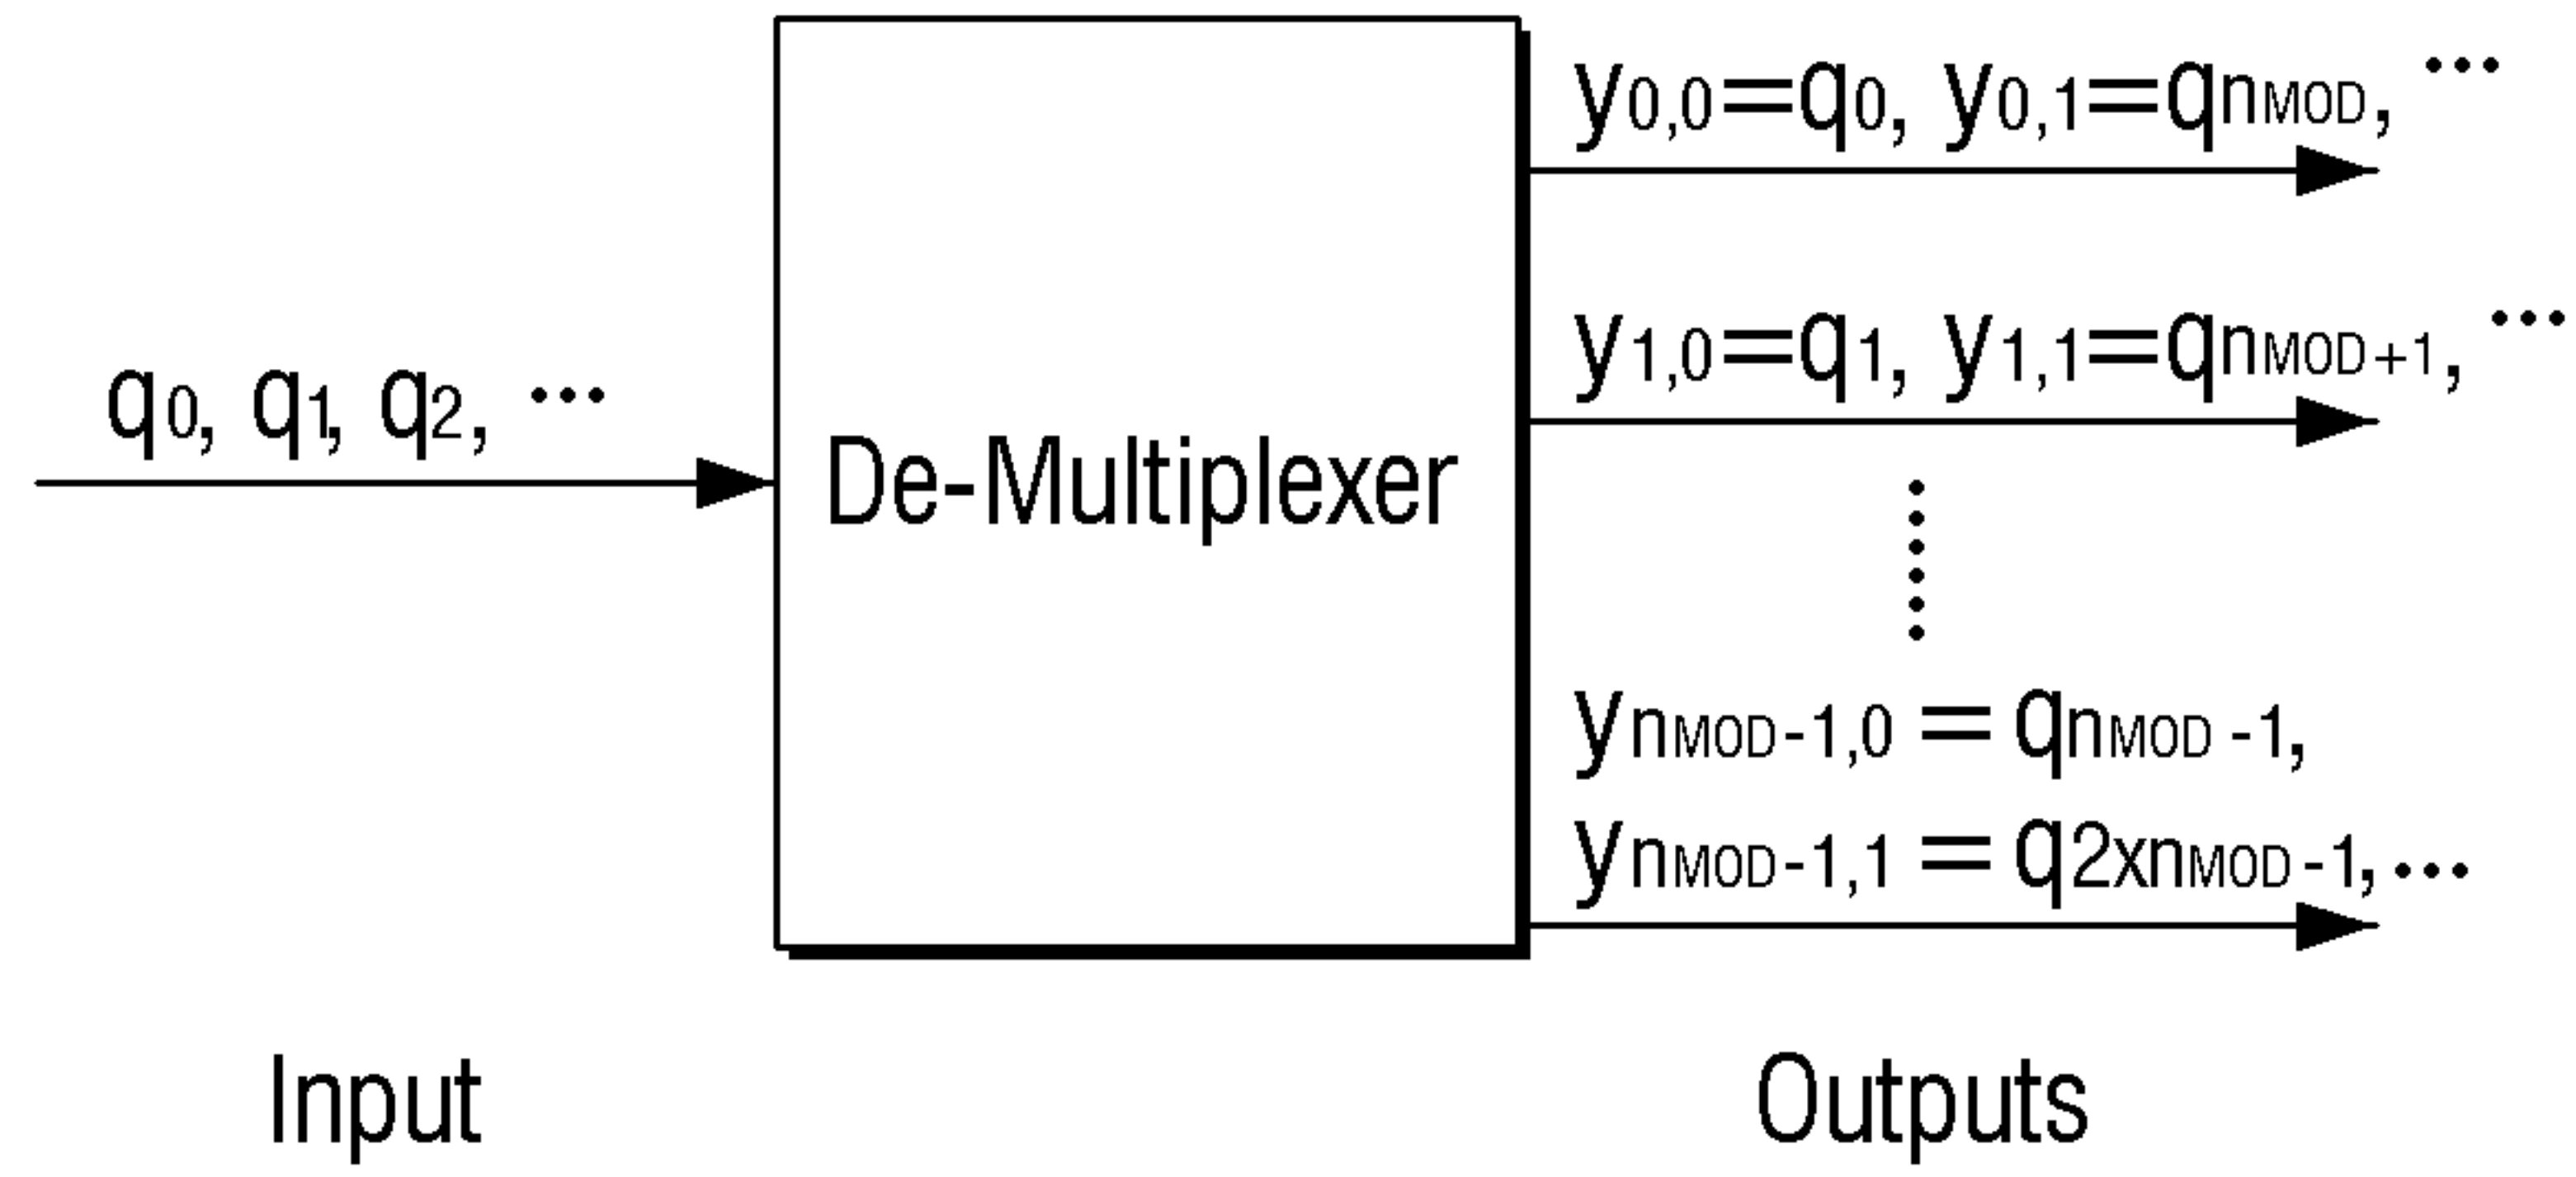 y0,0=q0, y0,1=qnMOD, ...
y1,0=q1, y1,1=qnMOD+1, ...
q0, q1, q2, ...
De-Multiplexer
ynMOD-1,0 = qnMOD -1,
ynMOD-1,1 = q2xnMOD -1, ...
Input
Outputs